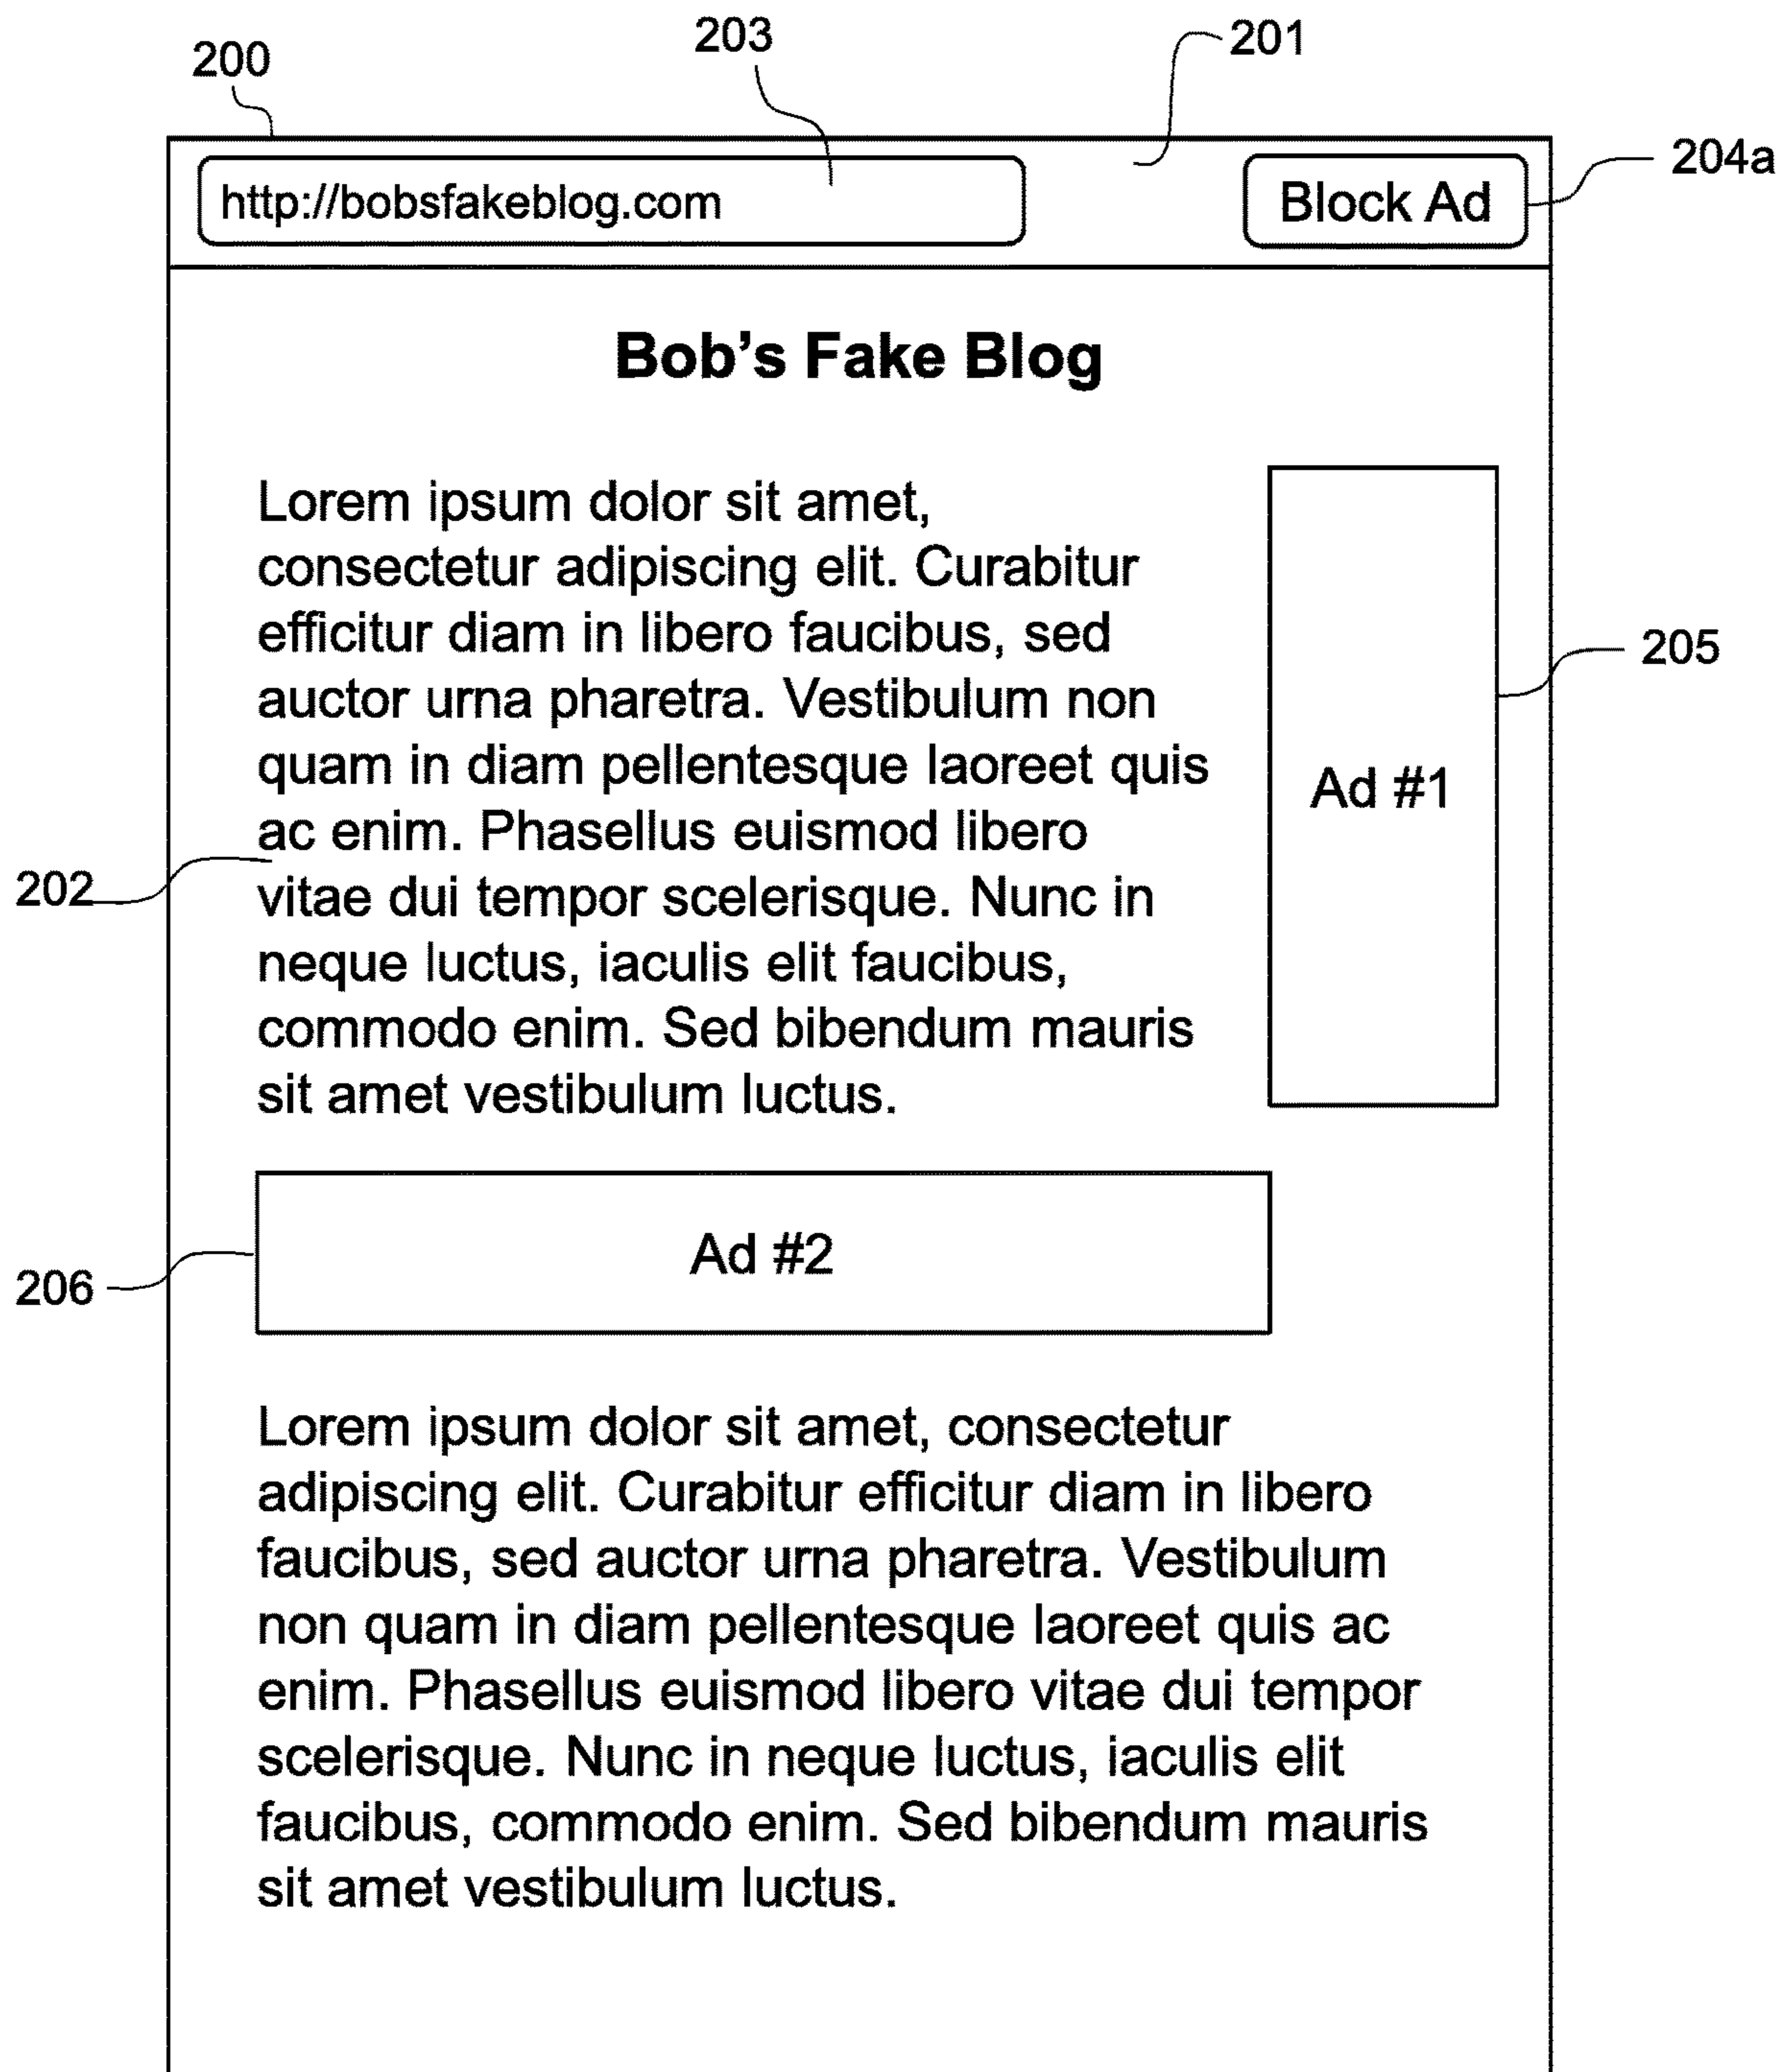 203
201
200
204a
http://bobsfakeblog.com
Block Ad
Bob’s Fake Blog
Lorem ipsum dolor sit amet,
consectetur adipiscing elit. Curabitur
efficitur diam in libero faucibus, sed
auctor urna pharetra. Vestibulum non
quam in diam pellentesque laoreet quis
ac enim. Phasellus euismod libero
vitae dui tempor scelerisque. Nunc in
neque luctus, iaculis elit faucibus,
commodo enim. Sed bibendum mauris
sit amet vestibulum luctus.
205
Ad #1
202
Ad #2
206
Lorem ipsum dolor sit amet, consectetur
adipiscing elit. Curabitur efficitur diam in libero
faucibus, sed auctor urna pharetra. Vestibulum
non quam in diam pellentesque laoreet quis ac
enim. Phasellus euismod libero vitae dui tempor
scelerisque. Nunc in neque luctus, iaculis elit
faucibus, commodo enim. Sed bibendum mauris
sit amet vestibulum luctus.